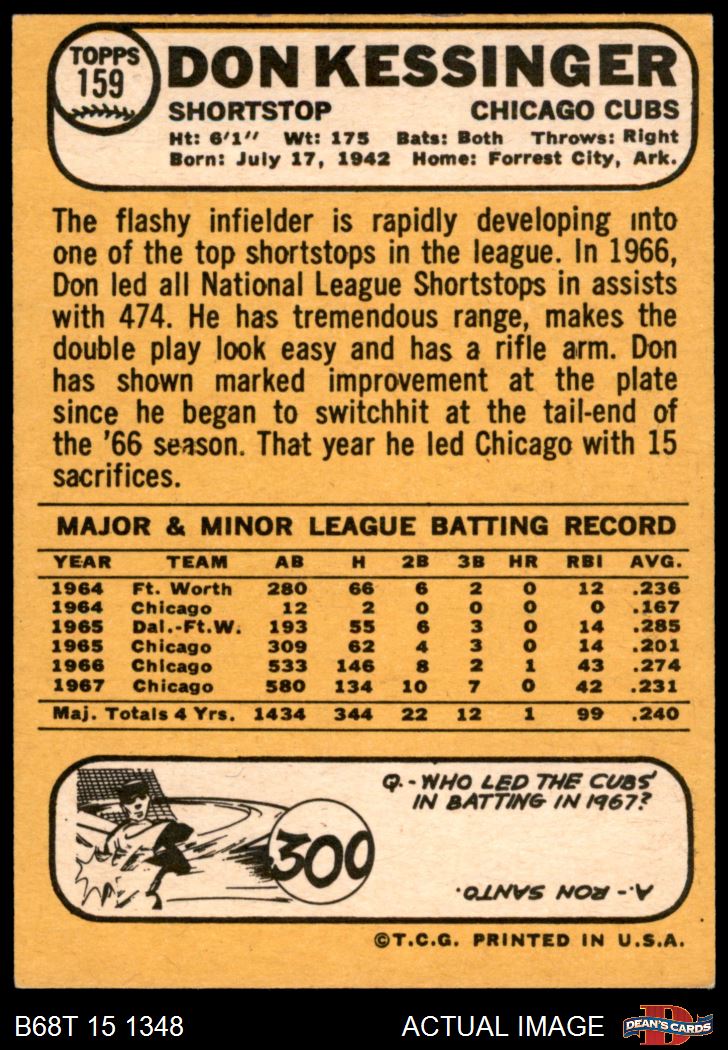 TOPPS
159
DON KESSINGER
SHORTSTOP CHICAGO CUBS
Ht: 6'1" Wt: 175 Bats: Both Throws: Right
Born: July 17, 1942 Home: Forrest City, Ark.
The flashy infielder is rapidly developing into
one of the top shortstops in the league. In 1966,
Don led all National League Shortstops in assists
with 474. He has tremendous range, makes the
double play look easy and has a rifle arm. Don
has shown marked improvement at the plate
since he began to switchhit at the tail-end of
the '66 season. That year he led Chicago with 15
sacrifices.
MAJOR & MINOR LEAGUE BATTING RECORD
YEAR TEAM AB H 2B 3B HR RBI AVG.
1964 Ft. Worth 280 66 6 2 0 12 .236
1964 Chicago 12 2 0 0 0 0 .167
1965 Dal.-Ft.W. 193 55 6 3 0 14 .285
1965 Chicago 309 62 4 3 0 14 .201
1966 Chicago 533 146 8 2 1 43 .274
1967 Chicago 580 134 10 7 0 42 .231
Maj. Totals 4 Yrs. 1434 344 22 12 1 99 .240
300
Q.-WHO LED THE CUBS'
IN BATTING IN 1967?
A.-RON SANTO.
©T.C.G. PRINTED IN U.S.A.
B68T 15 1348 ACTUAL IMAGE
D
DEAN'S CARDS